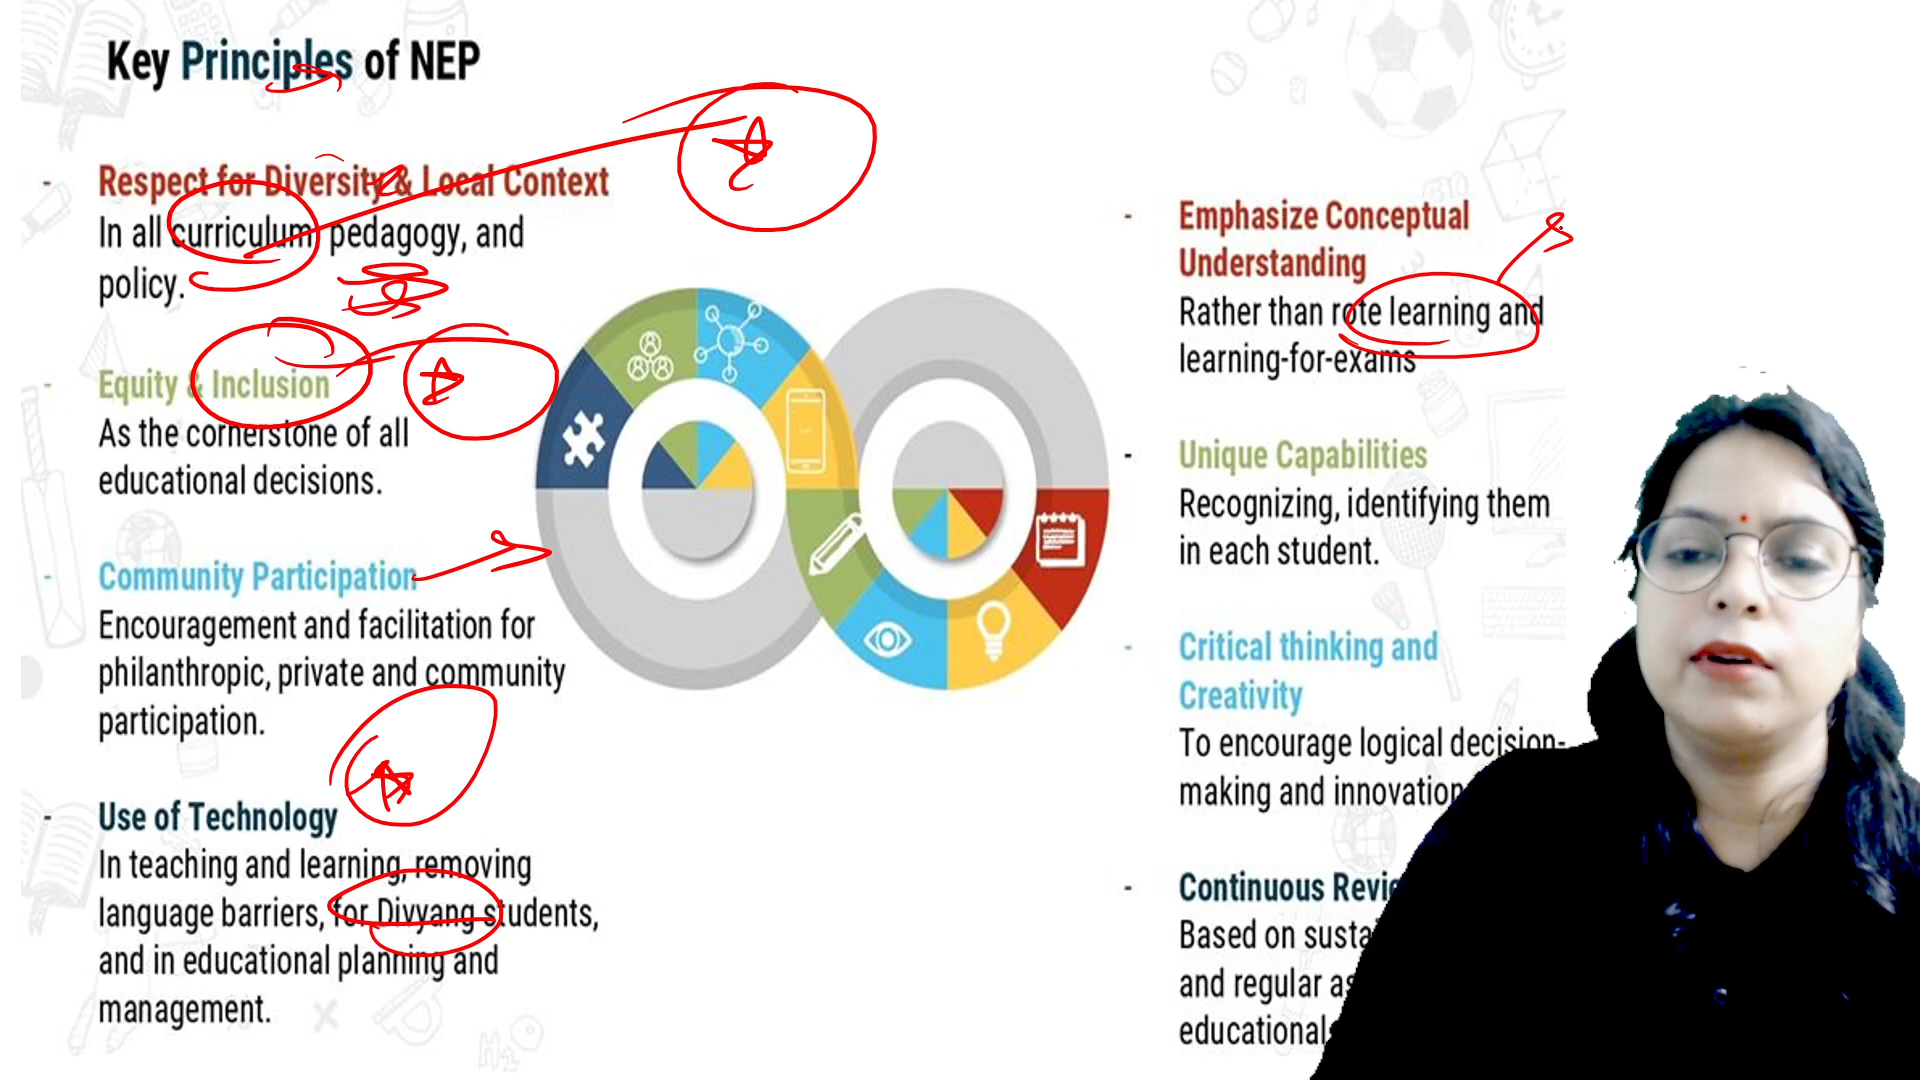 Key Principles of NEP
- Respect for Diversity & Local Context
In all curriculum, pedagogy, and
policy.
- Equity & Inclusion
As the cornerstone of all
educational decisions.
- Community Participation
Encouragement and facilitation for
philanthropic, private and community
participation.
- Use of Technology
In teaching and learning, removing
language barriers, for Divyang students,
and in educational planning and
management.
- Emphasize Conceptual
Understanding
Rather than rote learning and
learning-for-exams
- Unique Capabilities
Recognizing, identifying them
in each student.
- Critical thinking and
Creativity
To encourage logical decision-
making and innovation
- Continuous
Based on
and regular
educational